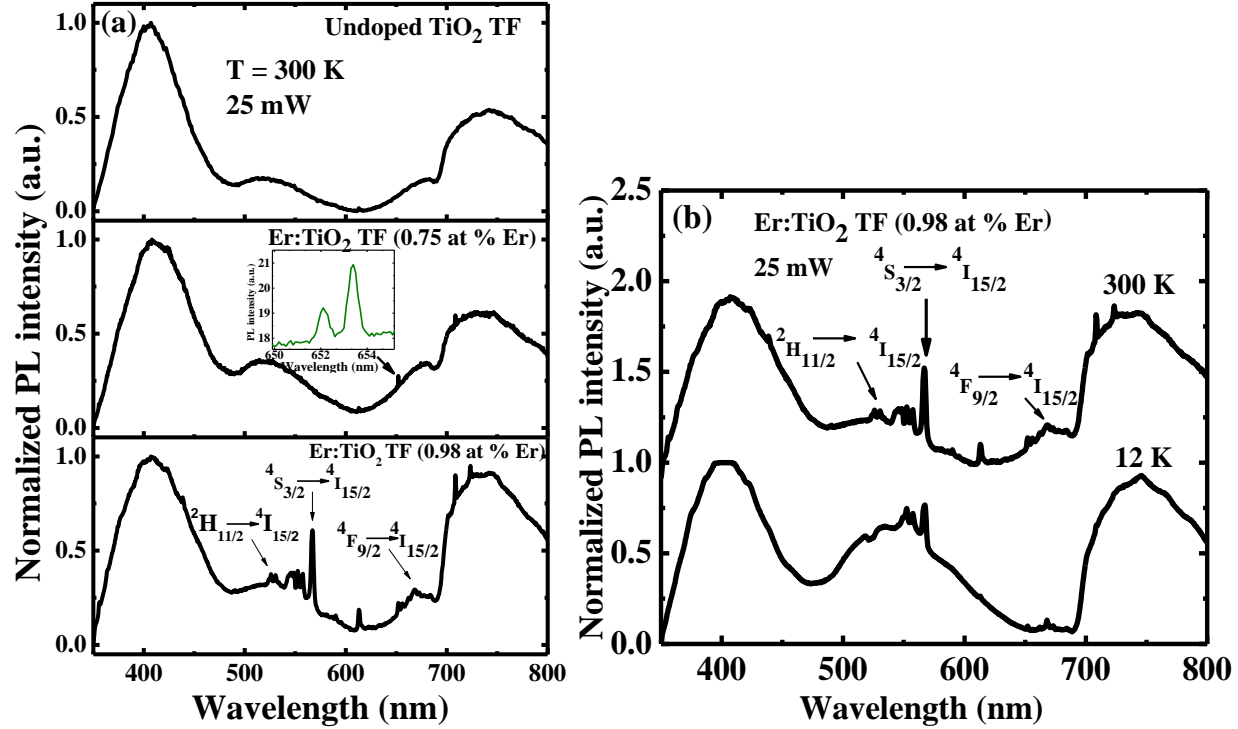 (a)
Undoped TiO2 TF
T = 300 K
25 mW
1.0
0.5
0.0
Er:TiO2 TF (0.75 at % Er)
1.0
0.5
0.0
PL intensity (a.u.)
21
20
19
18
650 652 654
Wavelength (nm)
Er:TiO2 TF (0.98 at % Er)
4S3/2 → 4I15/2
2H11/2 → 4I15/2
4F9/2 → 4I15/2
1.0
0.5
0.0
400 500 600 700 800
Wavelength (nm)
Normalized PL intensity (a.u.)
(b)
Er:TiO2 TF (0.98 at % Er)
25 mW
4S3/2 → 4I15/2
2H11/2 → 4I15/2
4F9/2 → 4I15/2
300 K
12 K
2.5
2.0
1.5
1.0
0.5
0.0
400 500 600 700 800
Wavelength (nm)
Normalized PL intensity (a.u.)